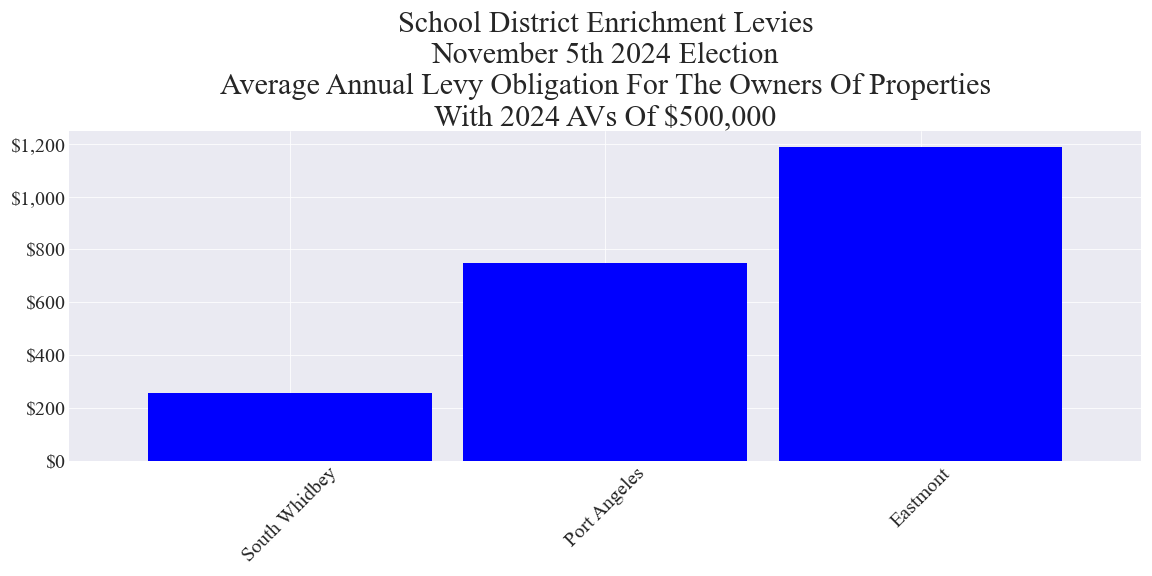 School District Enrichment Levies
November 5th 2024 Election
Average Annual Levy Obligation For The Owners Of Properties
With 2024 AVs Of $500,000
$1,200
$1,000
$800
$600
$400
$200
$0
South Whidbey
Port Angeles
Eastmont